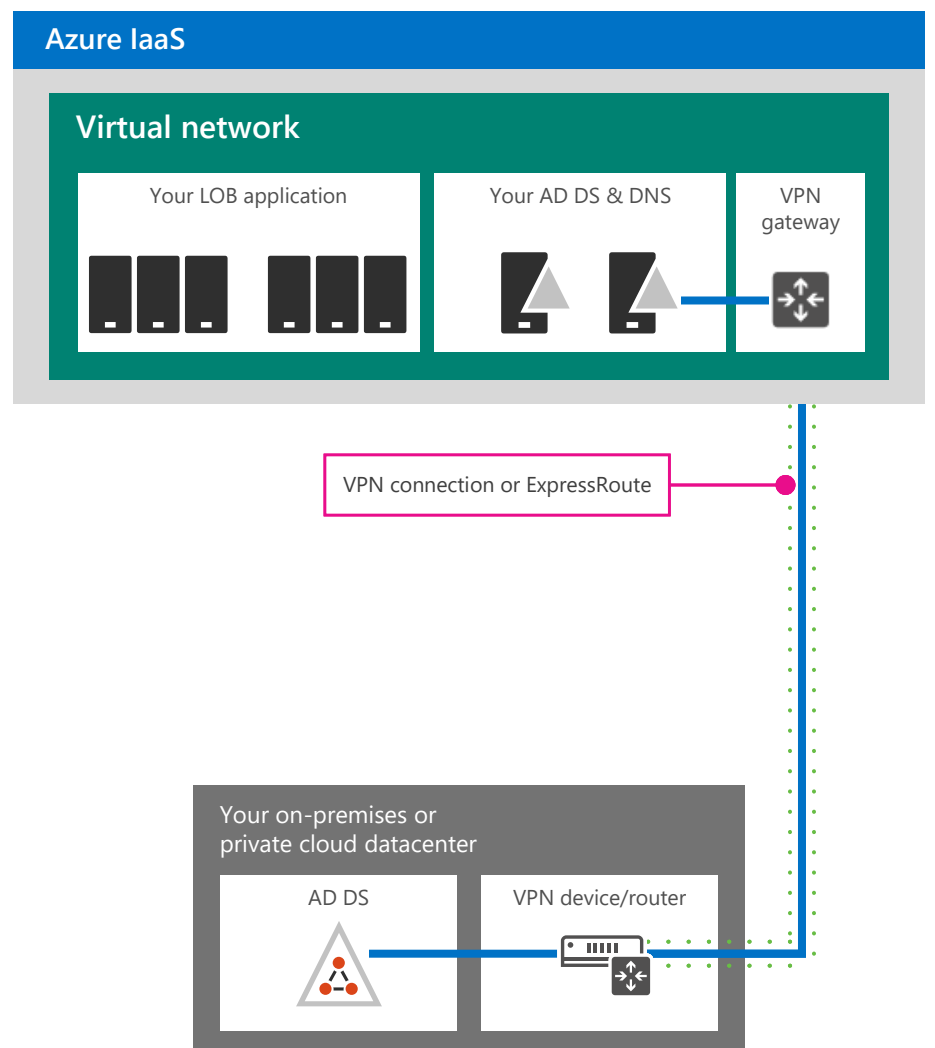 Azure IaaS
Virtual network
Your LOB application
Your AD DS & DNS
VPN
gateway
VPN connection or ExpressRoute
Your on-premises or
private cloud datacenter
AD DS
VPN device/router